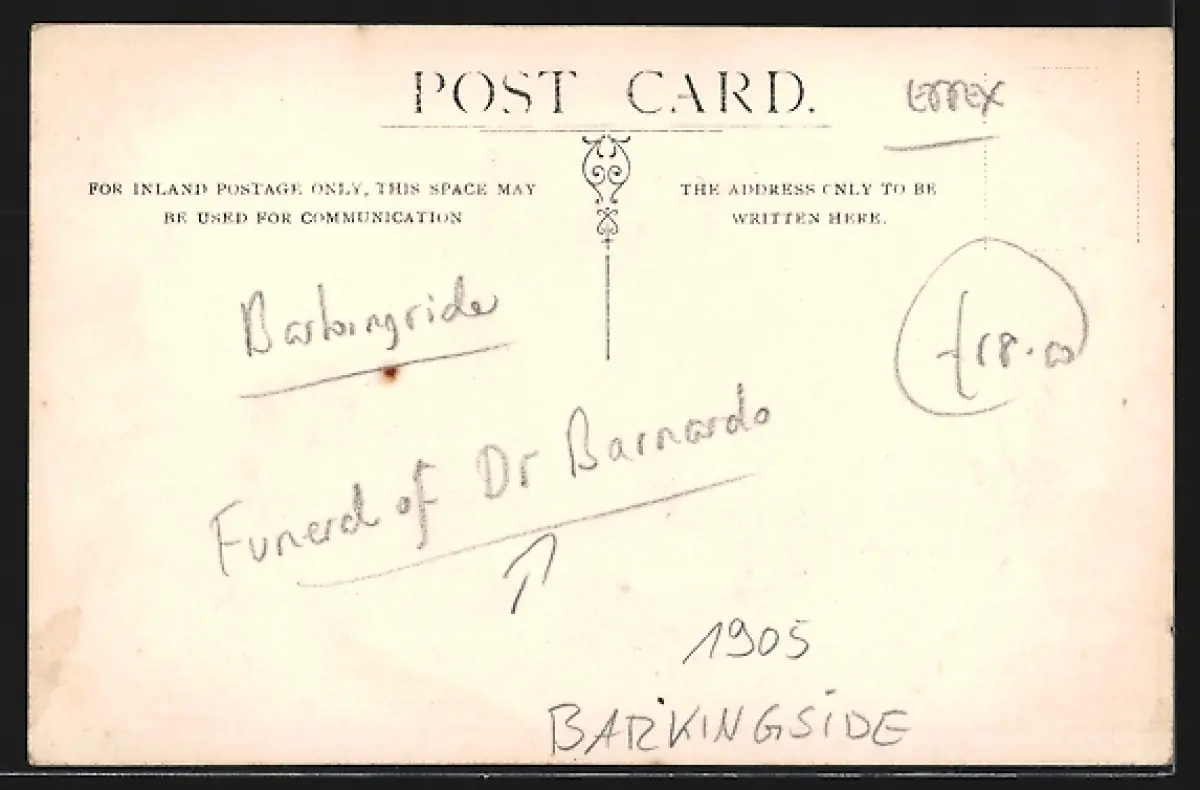 POST CARD.
ESSEX
FOR INLAND POSTAGE ONLY, THIS SPACE MAY
BE USED FOR COMMUNICATION
THE ADDRESS ONLY TO BE
WRITTEN HERE.
Barkingside
£18.00
Funeral of Dr Barnardo
1905
BARKINGSIDE